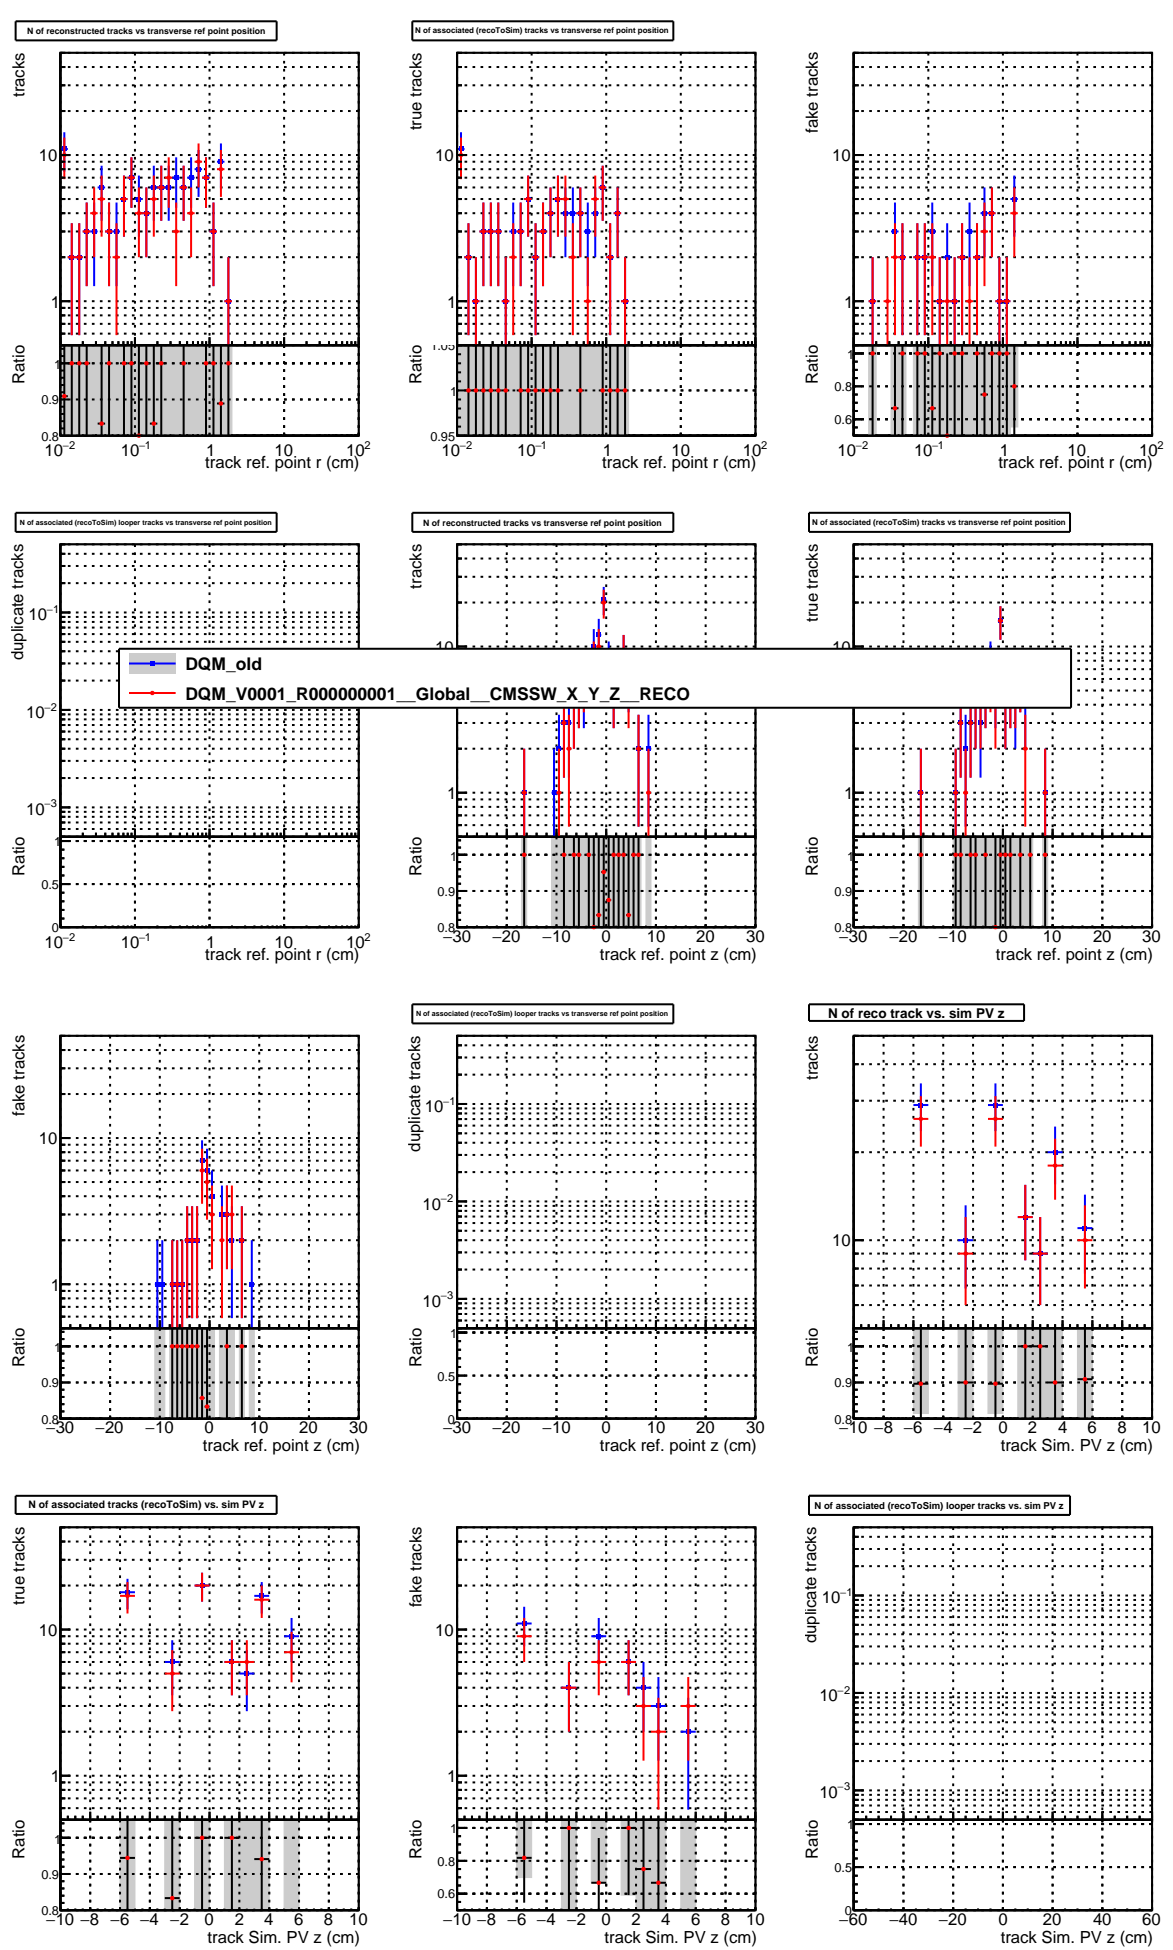 N of reconstructed tracks vs transverse ref point position
tracks
10
1
Ratio
1
0.9
0.8
10−2 10−1 1 10 102
track ref. point r (cm)
N of associated (recoToSim) tracks vs transverse ref point position
true tracks
10
1
Ratio
1.05
1
0.95
10−2 10−1 1 10 102
track ref. point r (cm)
fake tracks
10
1
Ratio
1
0.8
0.6
10−2 10−1 1 10 102
track ref. point r (cm)
N of associated (recoToSim) looper tracks vs transverse ref point position
duplicate tracks
10−1
10−2
10−3
Ratio
1
0.5
0
10−2 10−1 1 10 102
track ref. point r (cm)
N of reconstructed tracks vs transverse ref point position
tracks
10
1
Ratio
1
0.9
0.8
−30 −20 −10 0 10 20 30
track ref. point z (cm)
N of associated (recoToSim) tracks vs transverse ref point position
true tracks
10
1
Ratio
1
0.9
0.8
−30 −20 −10 0 10 20 30
track ref. point z (cm)
DQM_old
DQM_V0001_R000000001__Global__CMSSW_X_Y_Z__RECO
fake tracks
10
1
Ratio
1
0.9
0.8
−30 −20 −10 0 10 20 30
track ref. point z (cm)
N of associated (recoToSim) looper tracks vs transverse ref point position
duplicate tracks
10−1
10−2
10−3
Ratio
1
0.5
0
−30 −20 −10 0 10 20 30
track ref. point z (cm)
N of reco track vs. sim PV z
tracks
10
Ratio
1
0.9
0.8
−10 −8 −6 −4 −2 0 2 4 6 8 10
track Sim. PV z (cm)
N of associated tracks (recoToSim) vs. sim PV z
true tracks
10
1
Ratio
1
0.9
0.8
−10 −8 −6 −4 −2 0 2 4 6 8 10
track Sim. PV z (cm)
fake tracks
10
1
Ratio
1
0.8
0.6
−10 −8 −6 −4 −2 0 2 4 6 8 10
track Sim. PV z (cm)
N of associated (recoToSim) looper tracks vs. sim PV z
duplicate tracks
10−1
10−2
10−3
Ratio
1
0.5
0
−60 −40 −20 0 20 40 60
track Sim. PV z (cm)